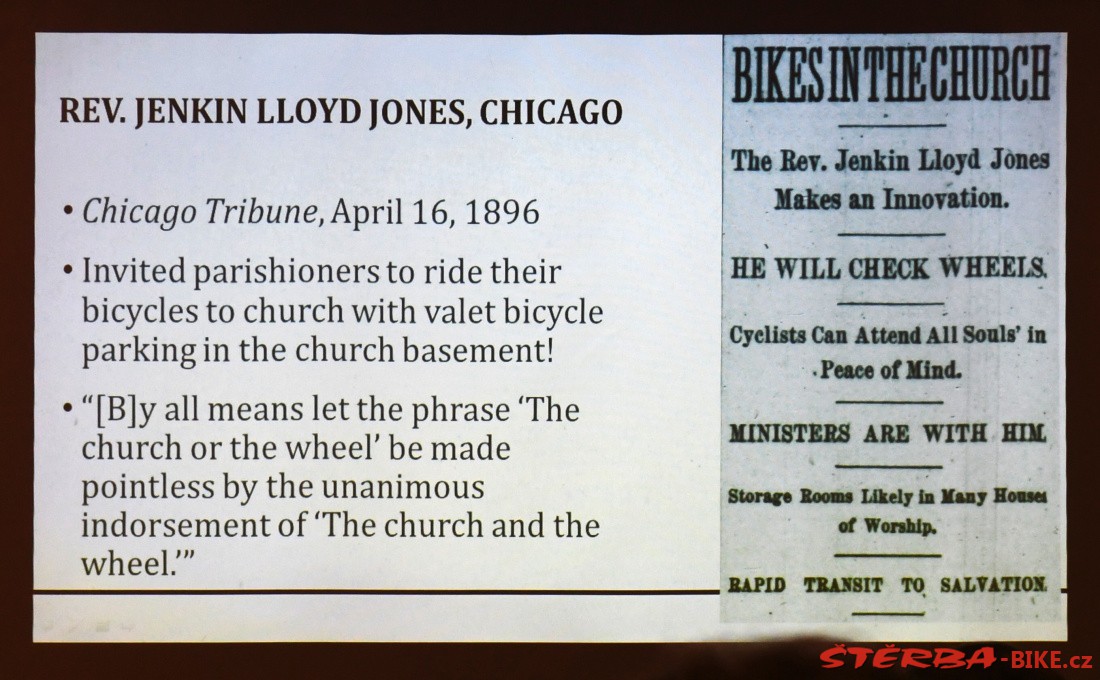 REV. JENKIN LLOYD JONES, CHICAGO
• Chicago Tribune, April 16, 1896
• Invited parishioners to ride their
bicycles to church with valet bicycle
parking in the church basement!
• “[B]y all means let the phrase ‘The
church or the wheel’ be made
pointless by the unanimous
indorsement of ‘The church and the
wheel.’”
BIKES IN THE CHURCH
The Rev. Jenkin Lloyd Jones
Makes an Innovation.
HE WILL CHECK WHEELS.
Cyclists Can Attend All Souls’ in
Peace of Mind.
MINISTERS ARE WITH HIM.
Storage Rooms Likely in Many Houses
of Worship.
RAPID TRANSIT TO SALVATION.
ŠTĚRBA-BIKE.cz